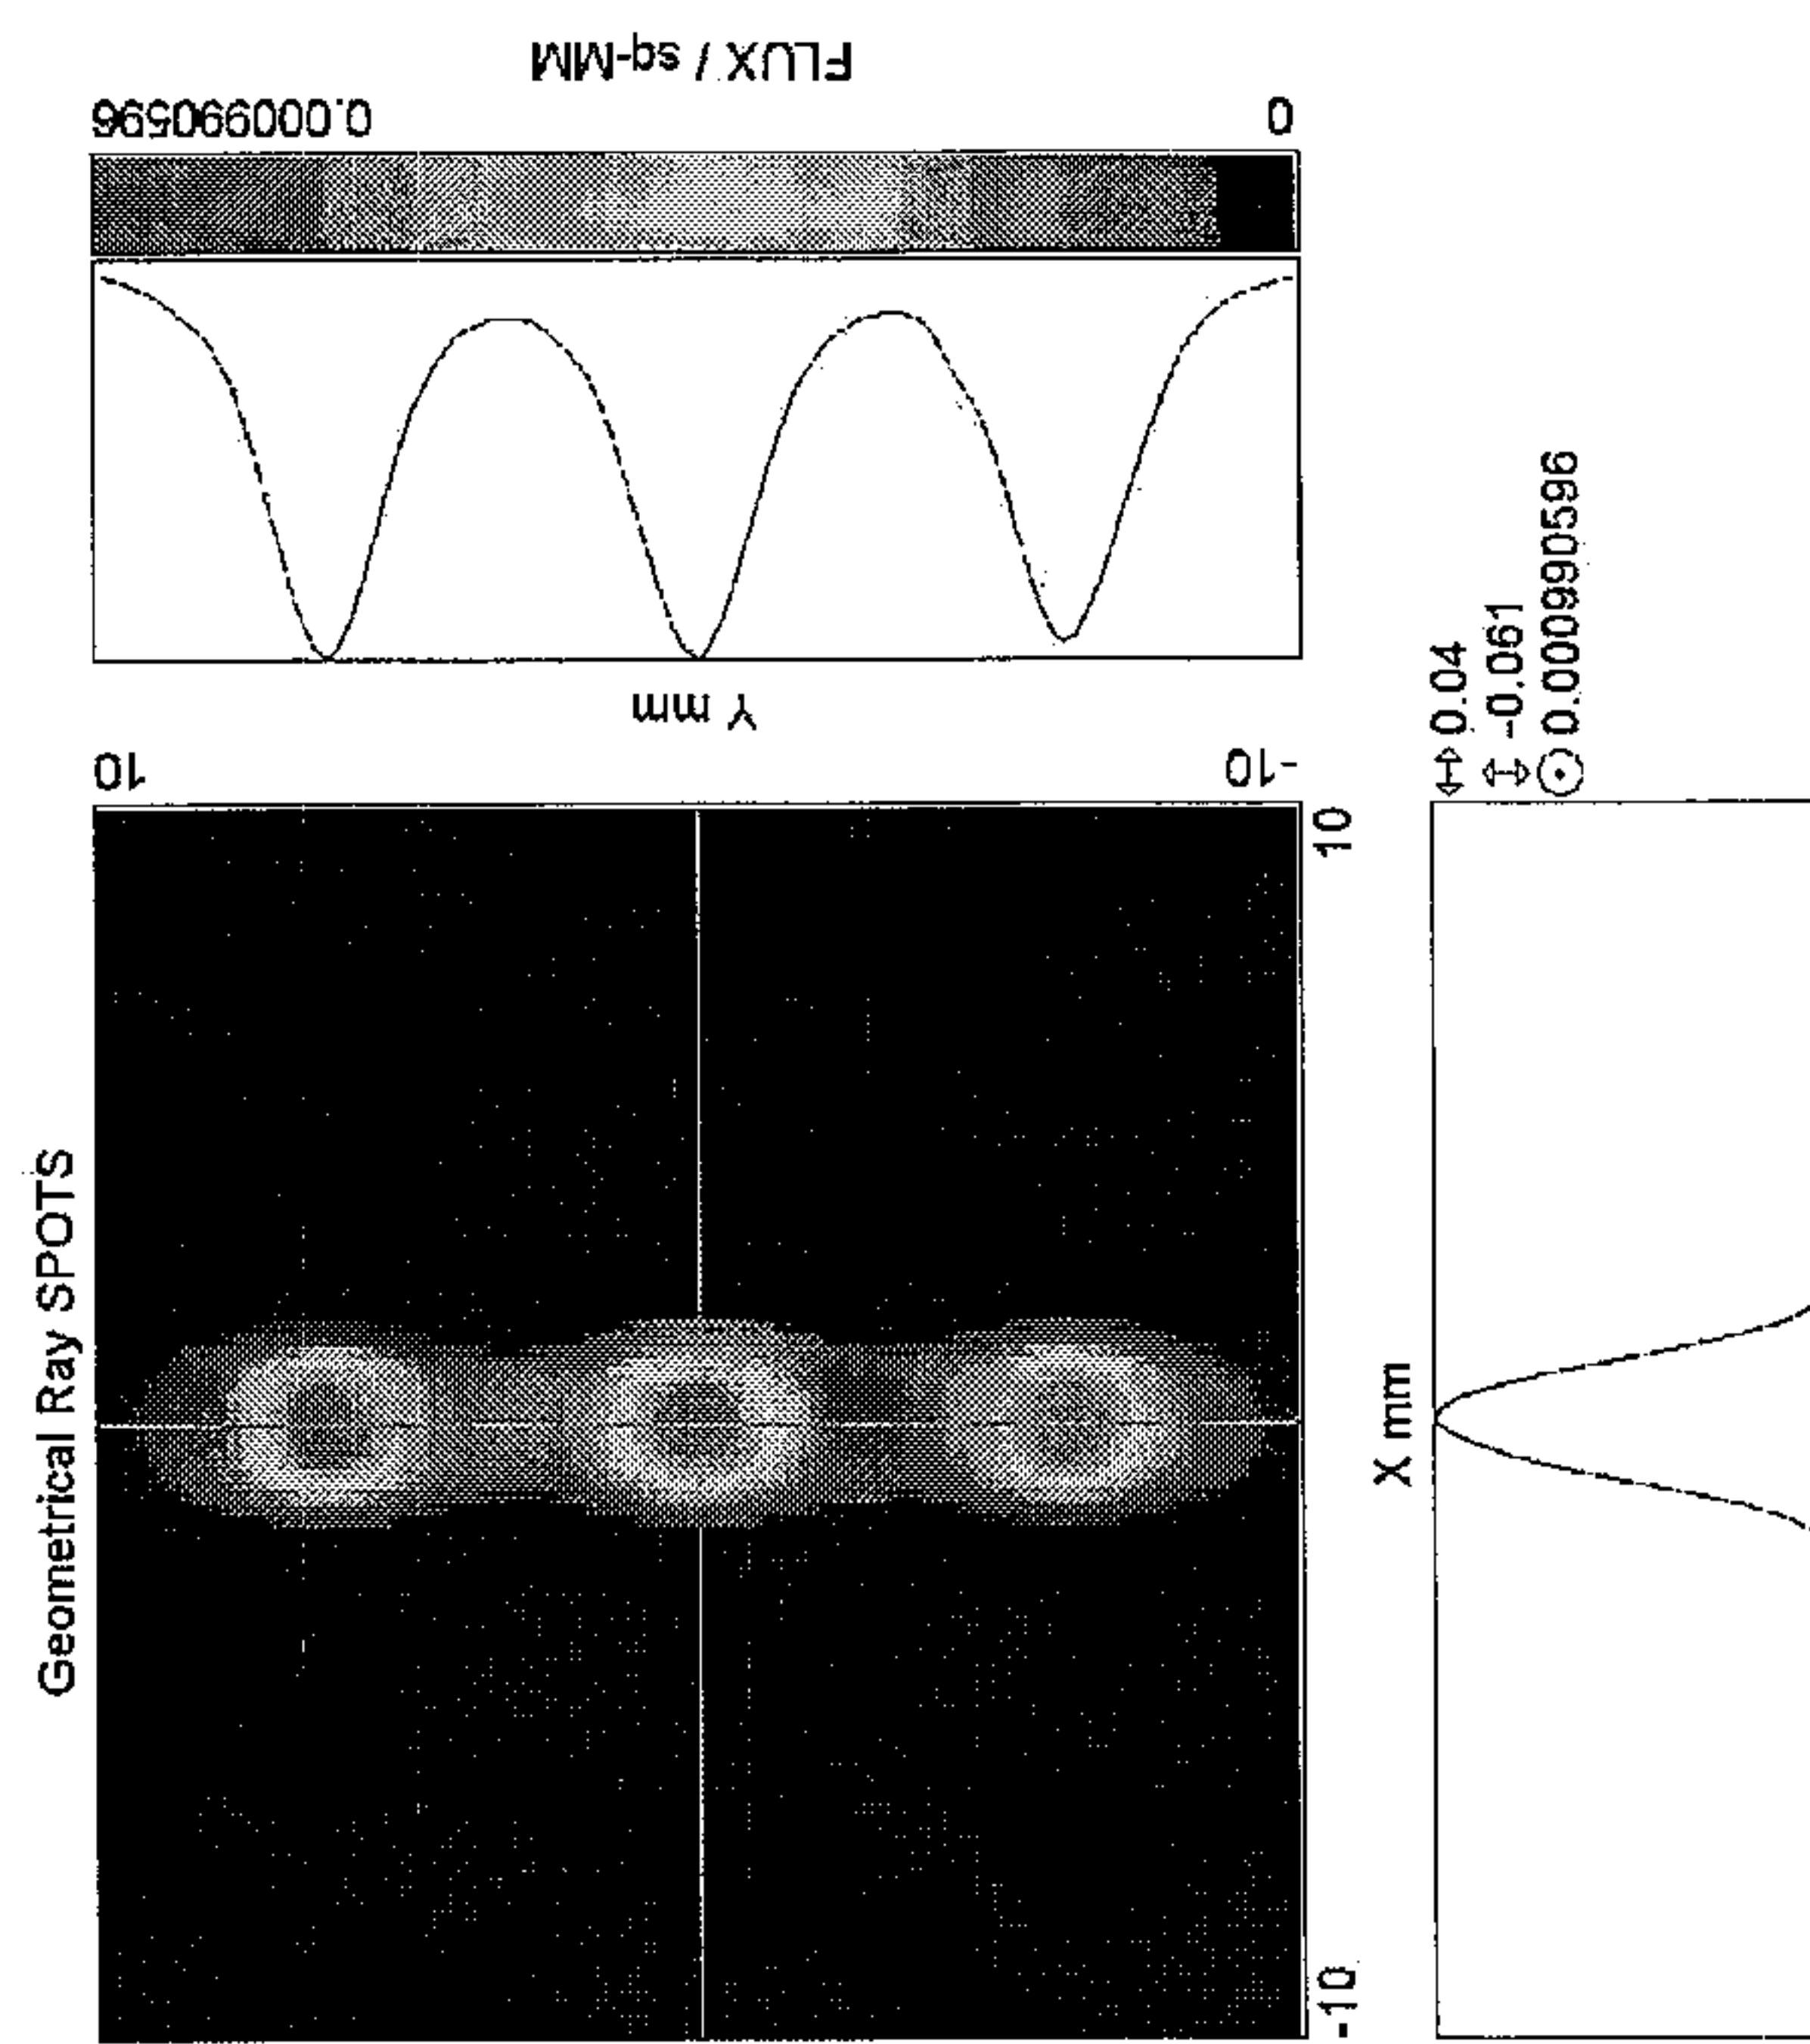 Geometrical Ray SPOTS
10
Y mm
-10
0.000990596
FLUX / sq-MM
0
-10
X mm
10
↔ 0.04
↕ -0.061
⊙ 0.000990596